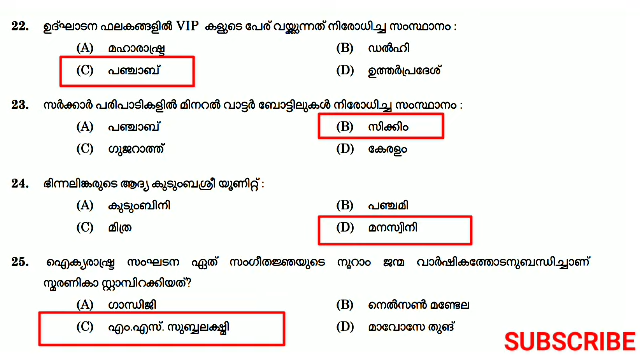 22. ഉദ്ഘാടന ഫലകങ്ങളിൽ VIP കളുടെ പേര് വയ്ക്കുന്നത് നിരോധിച്ച സംസ്ഥാനം :
(A) മഹാരാഷ്ട്ര (B) ഡൽഹി
(C) പഞ്ചാബ് (D) ഉത്തർപ്രദേശ്
23. സർക്കാർ പരിപാടികളിൽ മിനറൽ വാട്ടർ ബോട്ടിലുകൾ നിരോധിച്ച സംസ്ഥാനം :
(A) പഞ്ചാബ് (B) സിക്കിം
(C) ഗുജറാത്ത് (D) കേരളം
24. ഭിന്നലിങ്കരുടെ ആദ്യ കുടുംബശ്രീ യൂണിറ്റ് :
(A) കുടുംബിനി (B) പഞ്ചമി
(C) മിത്ര (D) മനസ്വിനി
25. ഐക്യരാഷ്ട്ര സംഘടന ഏത് സംഗീതജ്ഞയുടെ നൂറാം ജന്മ വാർഷികത്തോടനുബന്ധിച്ചാണ്
സ്മരണികാ സ്റ്റാമ്പിറക്കിയത്?
(A) ഗാന്ധിജി (B) നെൽസൺ മണ്ടേല
(C) എം.എസ്. സുബ്ബലക്ഷ്മി (D) മാവോസേ തുങ്
SUBSCRIBE